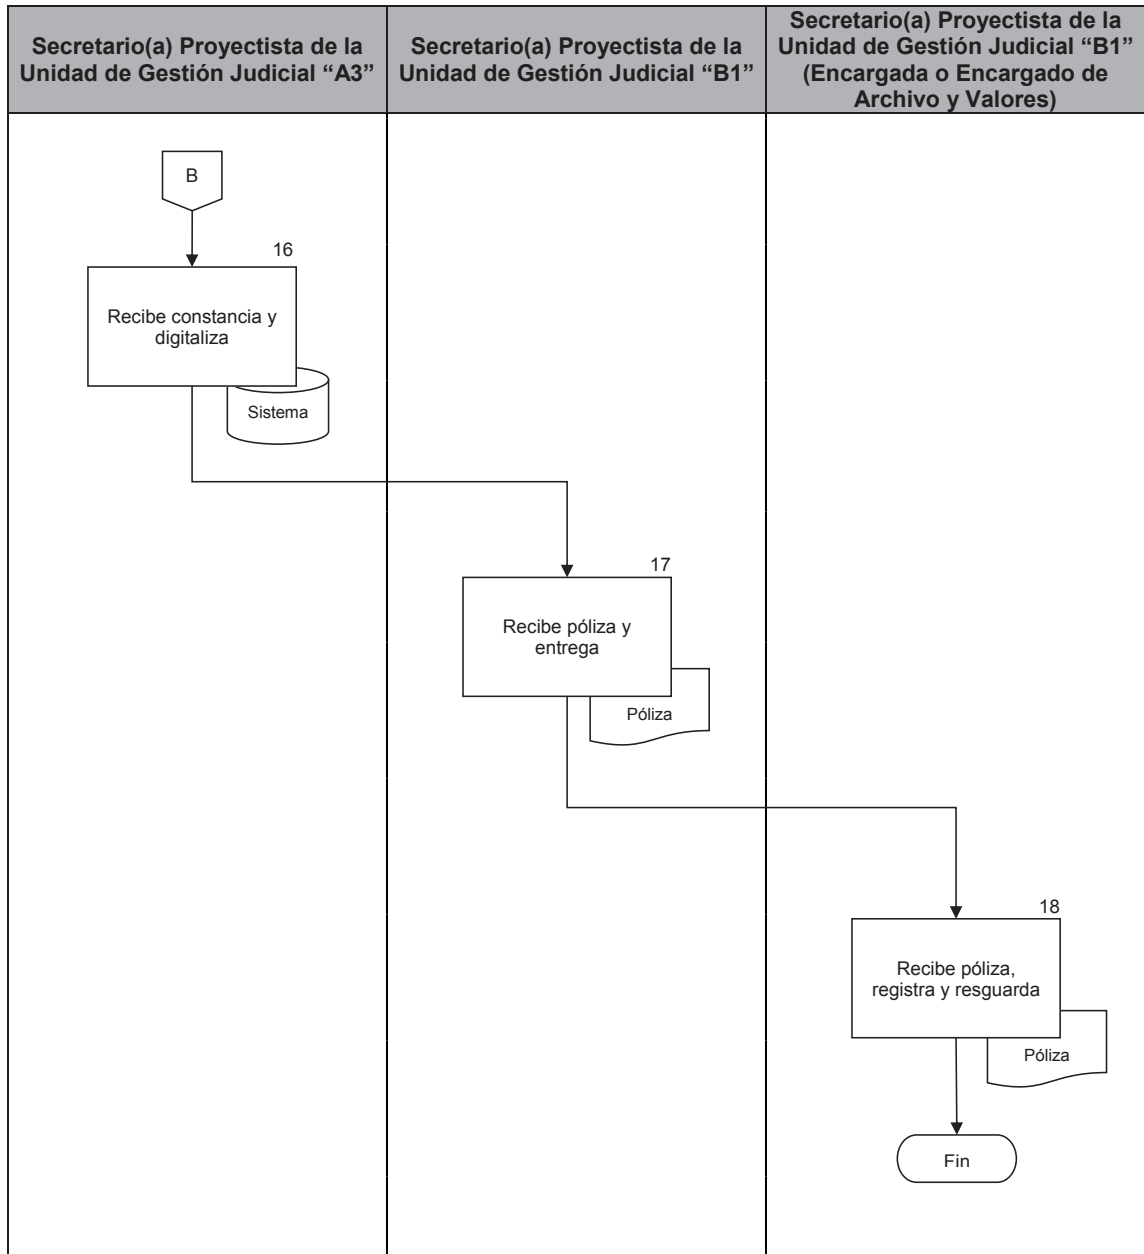 Secretario(a) Proyectista de la
Unidad de Gestión Judicial “A3”
Secretario(a) Proyectista de la
Unidad de Gestión Judicial “B1”
Secretario(a) Proyectista de la
Unidad de Gestión Judicial “B1”
(Encargada o Encargado de
Archivo y Valores)
B
16
Recibe constancia y
digitaliza
Sistema
17
Recibe póliza y
entrega
Póliza
18
Recibe póliza,
registra y resguarda
Póliza
Fin